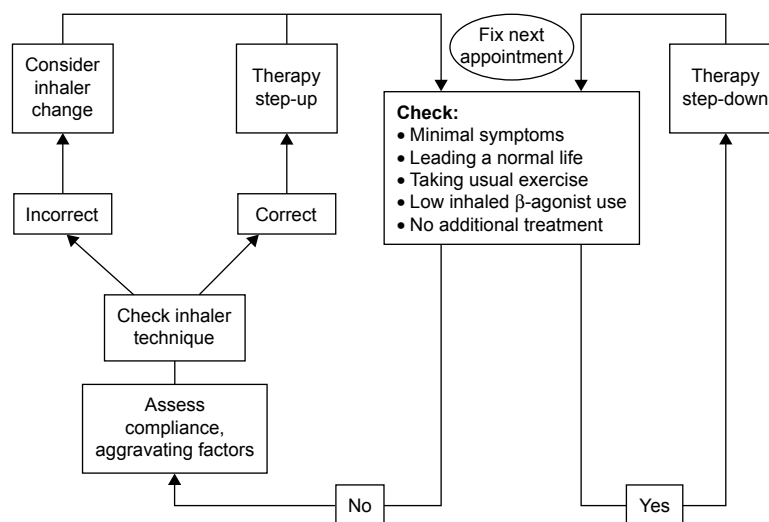 Fix next
appointment
Consider
inhaler
change
Therapy
step-up
Therapy
step-down
Check:
• Minimal symptoms
• Leading a normal life
• Taking usual exercise
• Low inhaled β-agonist use
• No additional treatment
Incorrect
Correct
Check inhaler
technique
Assess
compliance,
aggravating factors
No
Yes